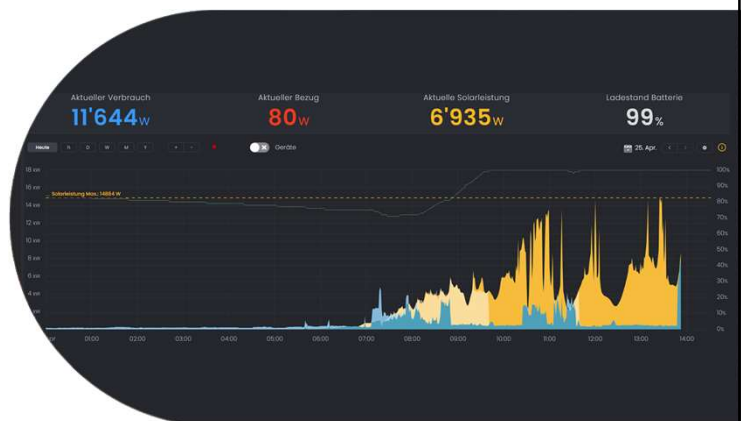 Aktueller Verbrauch
Aktueller Bezug
Aktuelle Solarleistung
Ladestand Batterie
11'644 W
80 W
6'935 W
99 %
Heute
D
W
M
Y
+
-
Geräte
25. Apr.
18 kW
100%
16 kW
90%
Solarleistung Max.: 14864 W
14 kW
80%
12 kW
70%
60%
10 kW
50%
8 kW
40%
6 kW
30%
4 kW
20%
10%
0%
01:00
02:00
03:00
04:00
05:00
06:00
07:00
08:00
09:00
10:00
11:00
12:00
13:00
14:00